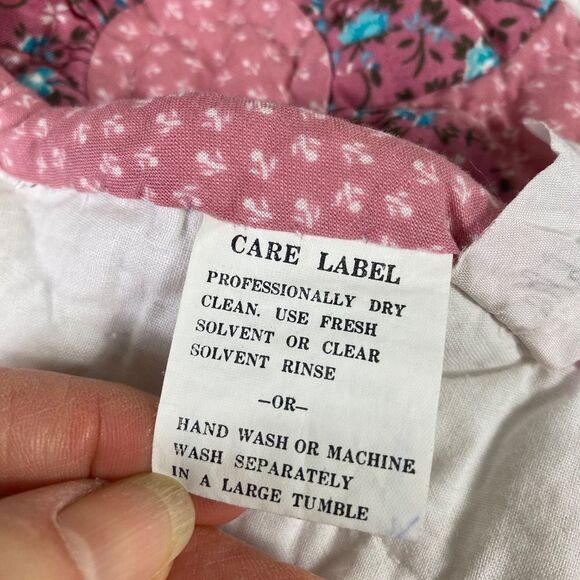 CARE LABEL
PROFESSIONALLY DRY
CLEAN. USE FRESH
SOLVENT OR CLEAR
SOLVENT RINSE
—OR—
HAND WASH OR MACHINE
WASH SEPARATELY
IN A LARGE TUMBLE